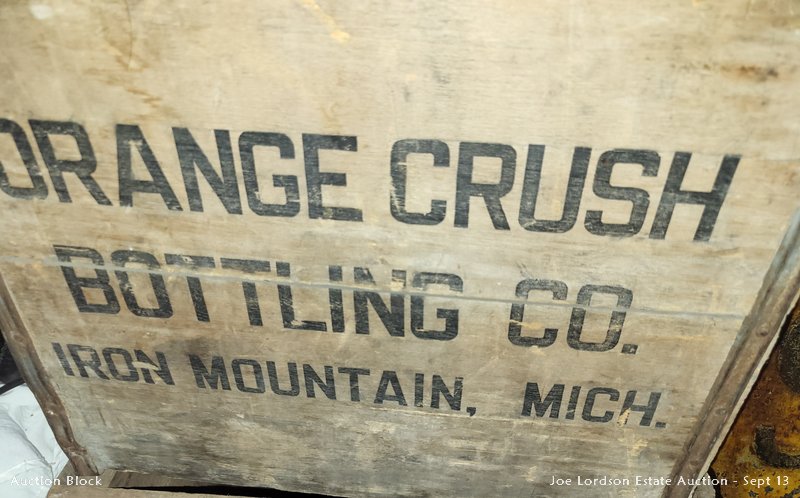 ORANGE CRUSH
BOTTLING CO.
IRON MOUNTAIN, MICH.
Auction Block
Joe Lordson Estate Auction - Sept 13